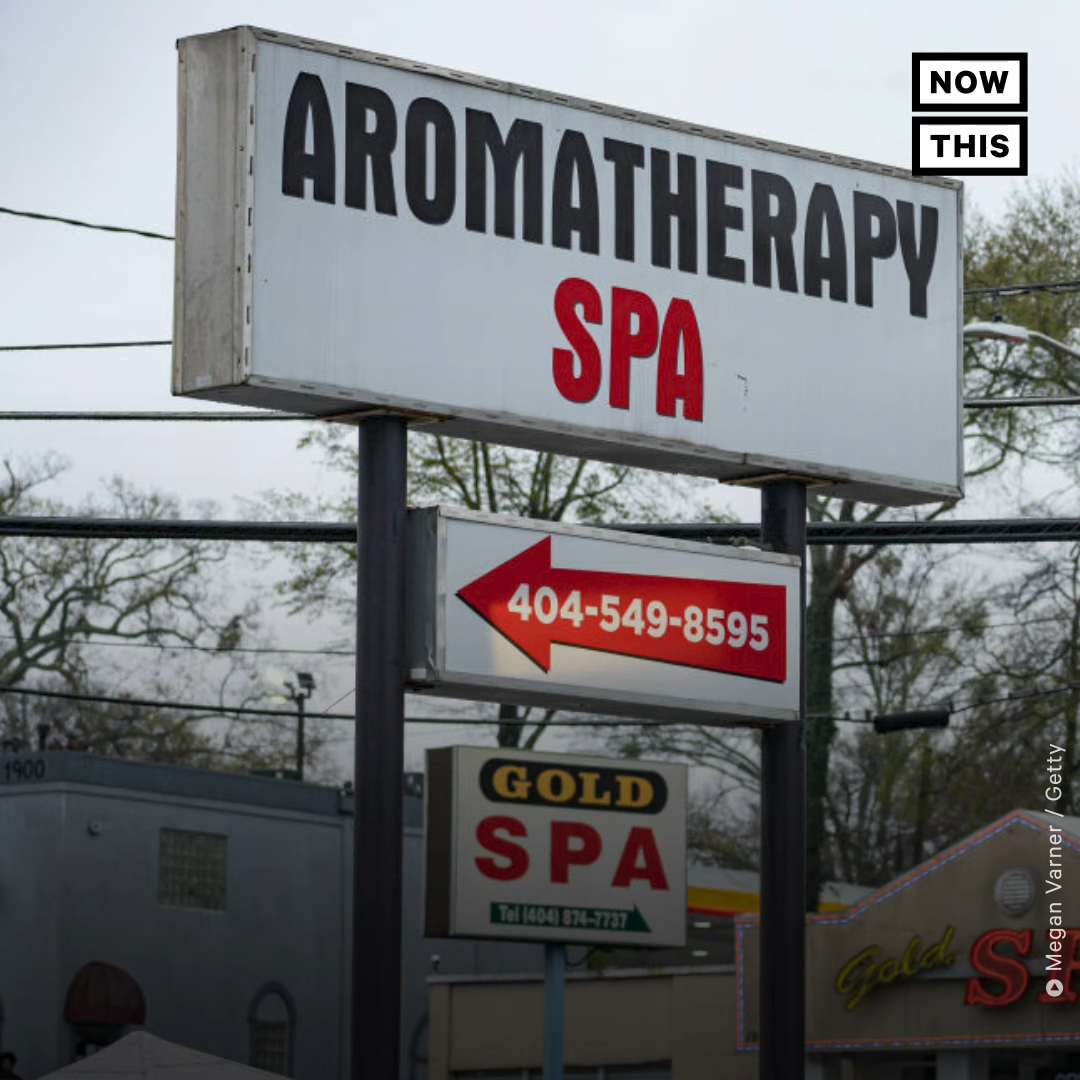 NOW
THIS
AROMATHERAPY
SPA
404-549-8595
GOLD
SPA
Tel (404) 874-7737
1900
Gold
Megan Varner / Getty